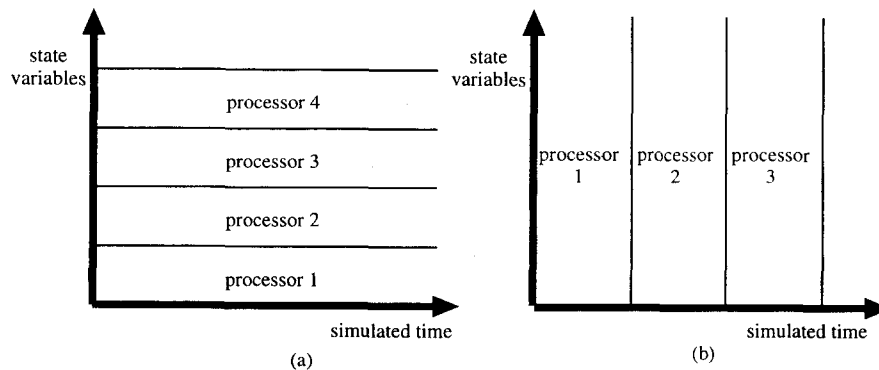 state
variables
processor 4
processor 3
processor 2
processor 1
simulated time
(a)
state
variables
processor
1
processor
2
processor
3
simulated time
(b)